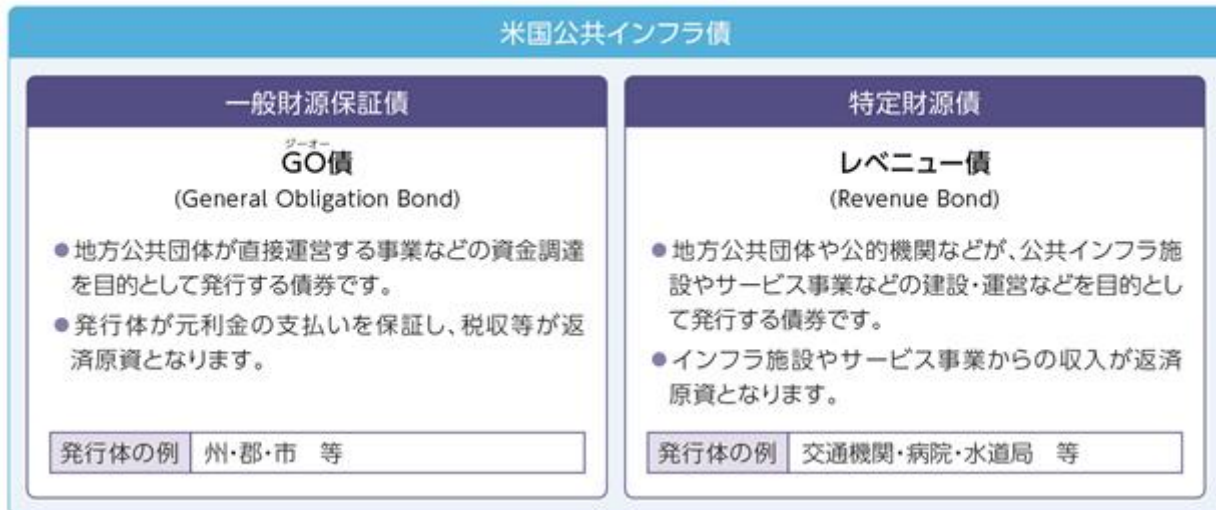 米国公共インフラ債
一般財源保証債
ジーオー
GO債
(General Obligation Bond)
●地方公共団体が直接運営する事業などの資金調達
を目的として発行する債券です。
●発行体が元利金の支払いを保証し、税収等が返
済原資となります。
発行体の例 州・郡・市　等
特定財源債
レベニュー債
(Revenue Bond)
●地方公共団体や公的機関などが、公共インフラ施
設やサービス事業などの建設・運営などを目的とし
て発行する債券です。
●インフラ施設やサービス事業からの収入が返済
原資となります。
発行体の例 交通機関・病院・水道局　等